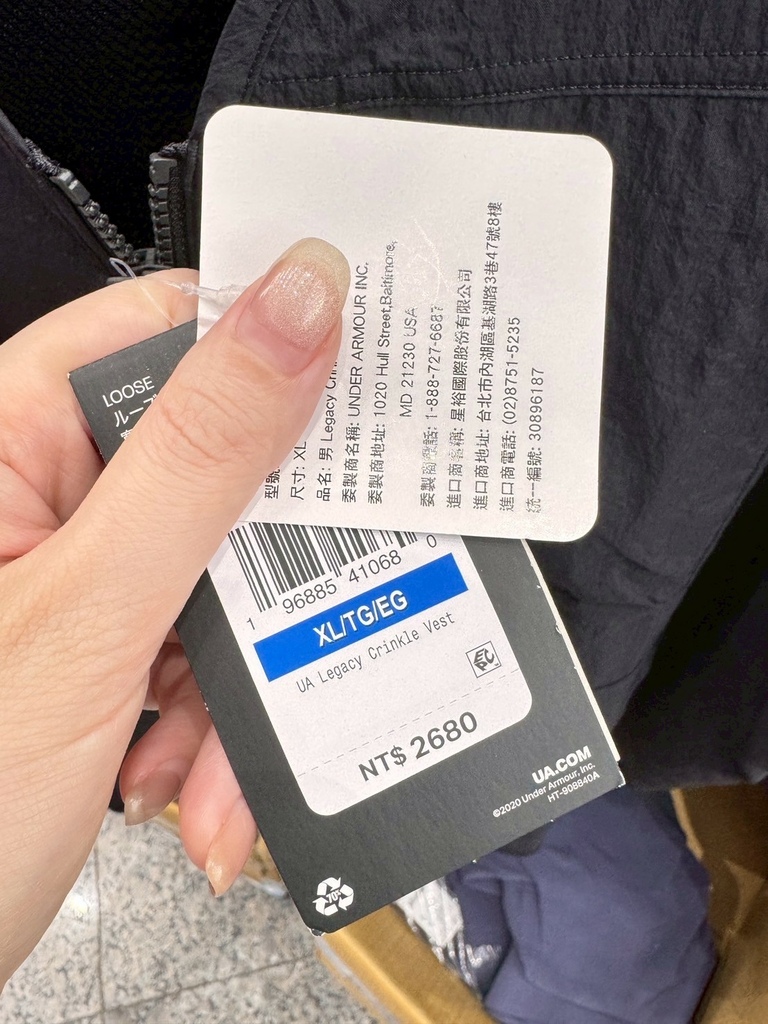 型號
尺寸: XL
品名: 男 Legacy Crin
委製商名稱: UNDER ARMOUR INC.
委製商地址: 1020 Hull Street,Baltimore,
MD 21230 USA
委製商電話: 1-888-727-6687
進口商名稱: 星裕國際股份有限公司
進口商地址: 台北市內湖區基湖路3巷47號8樓
進口商電話: (02)8751-5235
統一編號: 30896187
LOOSE
ルーズ
1 96885 41068 0
XL/TG/EG
UA Legacy Crinkle Vest
EPC
NT$ 2680
UA.COM
©2020 Under Armour, Inc.
HT-908840A
70%